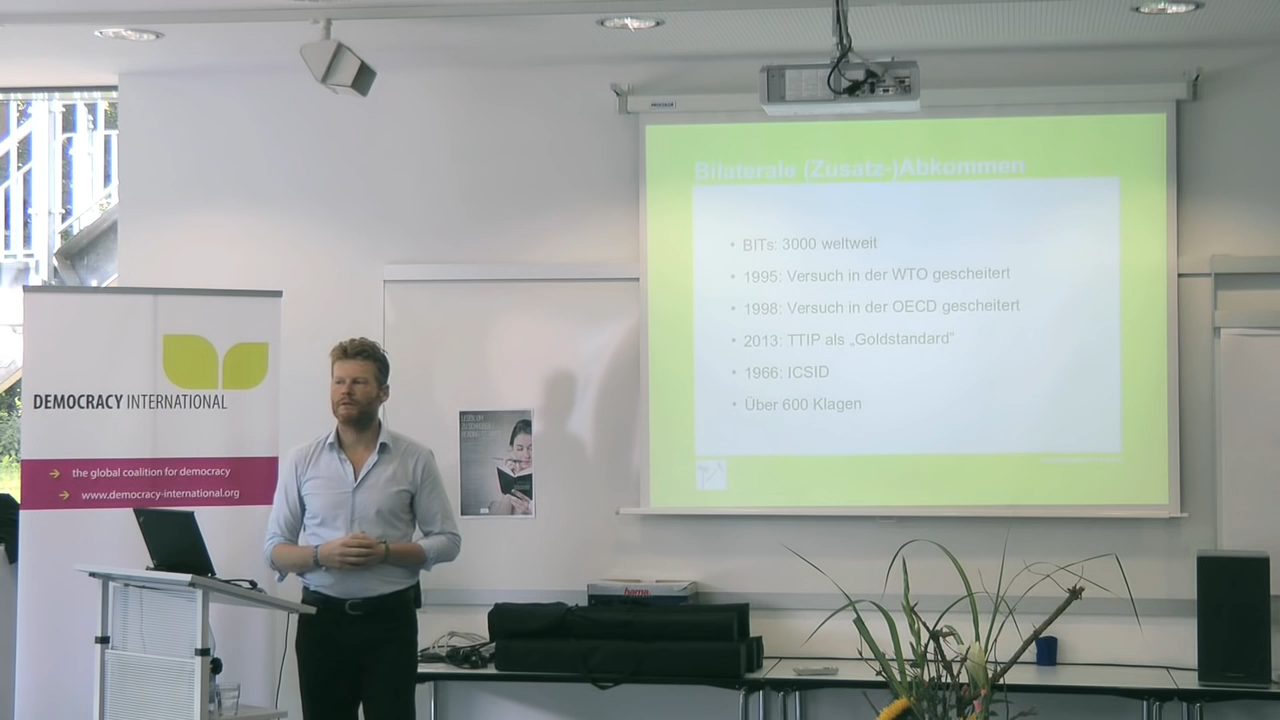 Bilaterale (Zusatz-)Abkommen
• BITs: 3000 weltweit
• 1995: Versuch in der WTO gescheitert
• 1998: Versuch in der OECD gescheitert
• 2013: TTIP als „Goldstandard“
• 1966: ICSID
• Über 600 Klagen
DEMOCRACY INTERNATIONAL
→ the global coalition for democracy
→ www.democracy-international.org
hama